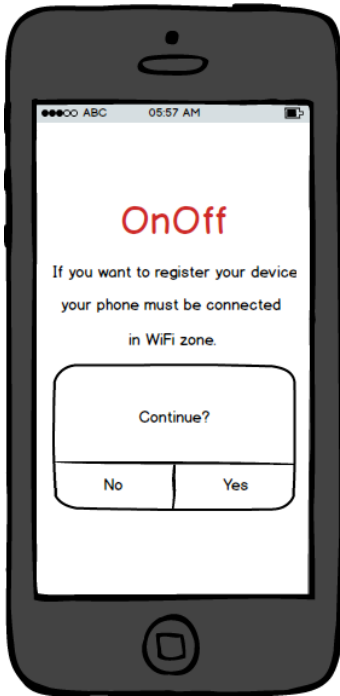 ABC 05:57 AM
OnOff
If you want to register your device
your phone must be connected
in WiFi zone.
Continue?
No Yes